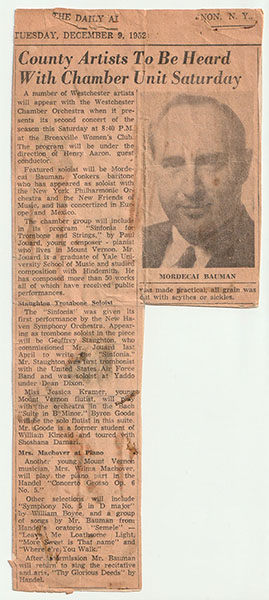 THE DAILY A
NON, N. Y.,
TUESDAY, DECEMBER 9, 1952
County Artists To Be Heard
With Chamber Unit Saturday
A number of Westchester artists
will appear with the Westchester
Chamber Orchestra when it pre-
sents its second concert of the
season this Saturday at 8:40 P.M.
at the Bronxville Women's Club.
The program will be under the
direction of Henry Aaron, guest
conductor.
Featured soloist will be Morde-
cai Bauman, Yonkers baritone
who has appeared as soloist with
the New York Philharmonic Or-
chestra and the New Friends of
Music, and has concertized in Eur-
ope and Mexico.
The chamber group will include
in its program "Sinfonia for
Trombone and Strings," by Paul
Jouard, young composer - pianist
who lives in Mount Vernon. Mr.
Jouard is a graduate of Yale Uni-
versity School of Music and studied
composition with Hindemith. He
has composed more than 50 works
all of which have received public
performances.
Staughton Trombone Soloist
The "Sinfonia" was given its
first performance by the New Ha-
ven Symphony Orchestra. Appear-
ing as trombone soloist in the piece
will be Geoffrey Staughton, who
commissioned Mr. Jouard last
April to write the "Sinfonia."
Mr. Staughton was first trombonist
with the United States Air Force
Band and was soloist at Yaddo
under Dean Dixon.
Miss Jessica Kramer, young
Mount Vernon flutist, will play
with the orchestra in the Bach
"Suite in B Minor." Byron Goode
will be the solo flutist in this suite.
Mr. Goode is a former student of
William Kincaid and toured for
Shoshana Damari.
Mrs. Machover at Piano
Another young Mount Vernon
musician, Mrs. Wilma Machover,
will play the piano part in the
Handel "Concerto Grosso Op. 6
No. 5."
Other selections will include
"Symphony No. 5 in D major"
by William Boyce, and a group
of songs by Mr. Bauman from
Handel's oratorio "Semele" —
"Leave Me Loathsome Light,
"More Sweet Is That name" and
"Where'er You Walk."
After intermission Mr. Bauman
will return to sing the recitative
and aria, "Thy Glorious Deeds" by
Handel.
MORDECAI BAUMAN
was made practical, all grain was
cut with scythes or sickles.